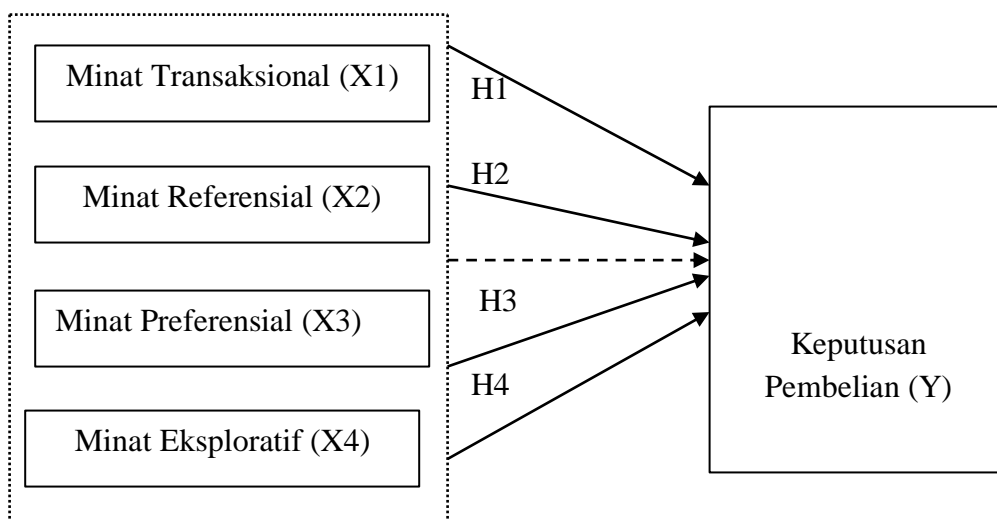 Minat Transaksional (X1)
H1
Minat Referensial (X2)
H2
Minat Preferensial (X3)
H3
Minat Eksploratif (X4)
H4
Keputusan
Pembelian (Y)